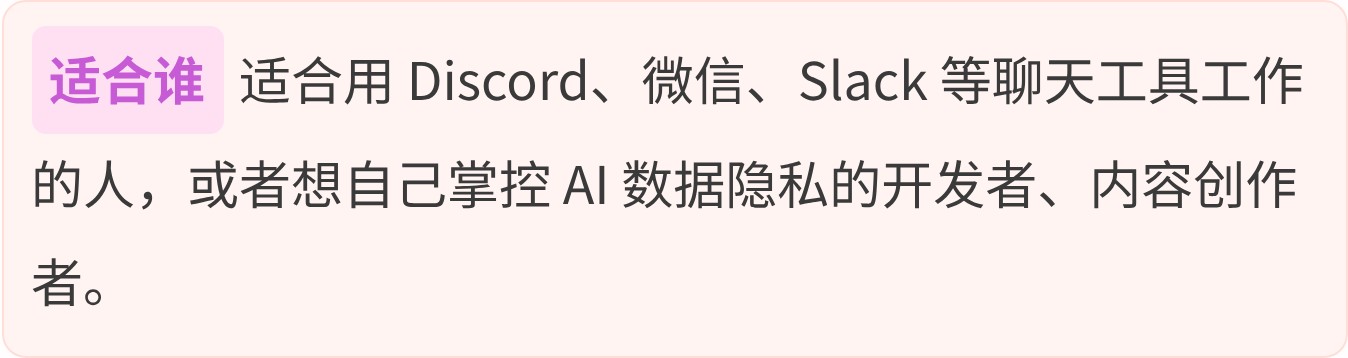 适合谁 适合用 Discord、微信、Slack 等聊天工具工作
的人，或者想自己掌控 AI 数据隐私的开发者、内容创作
者。